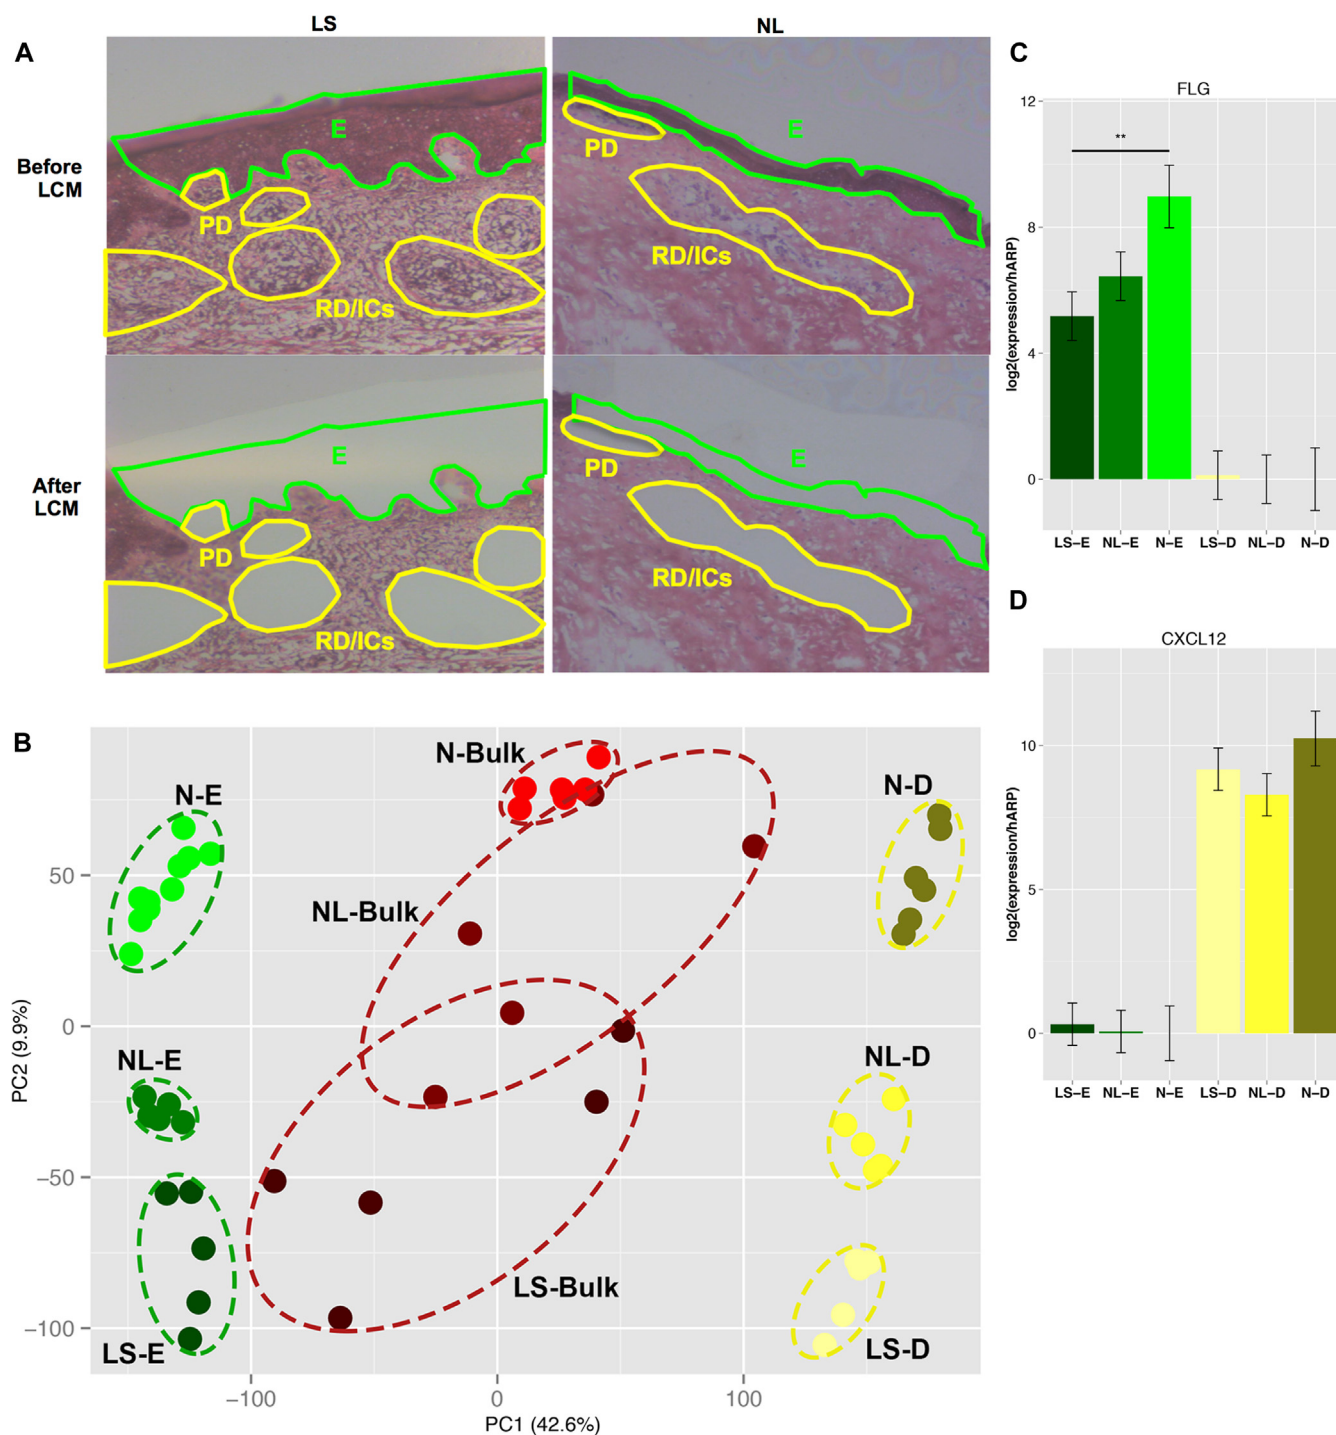 A
LS
NL
Before
LCM
E
PD
RD/ICs
E
PD
RD/ICs
After
LCM
E
PD
RD/ICs
E
PD
RD/ICs
B
N-Bulk
N-E
N-D
NL-Bulk
NL-E
NL-D
LS-Bulk
LS-E
LS-D
50
0
−50
−100
PC2 (9.9%)
−100
0
100
PC1 (42.6%)
C
FLG
**
12
8
4
0
log2(expression/hARP)
LS–E NL–E N–E LS–D NL–D N–D
D
CXCL12
10
5
0
log2(expression/hARP)
LS–E NL–E N–E LS–D NL–D N–D